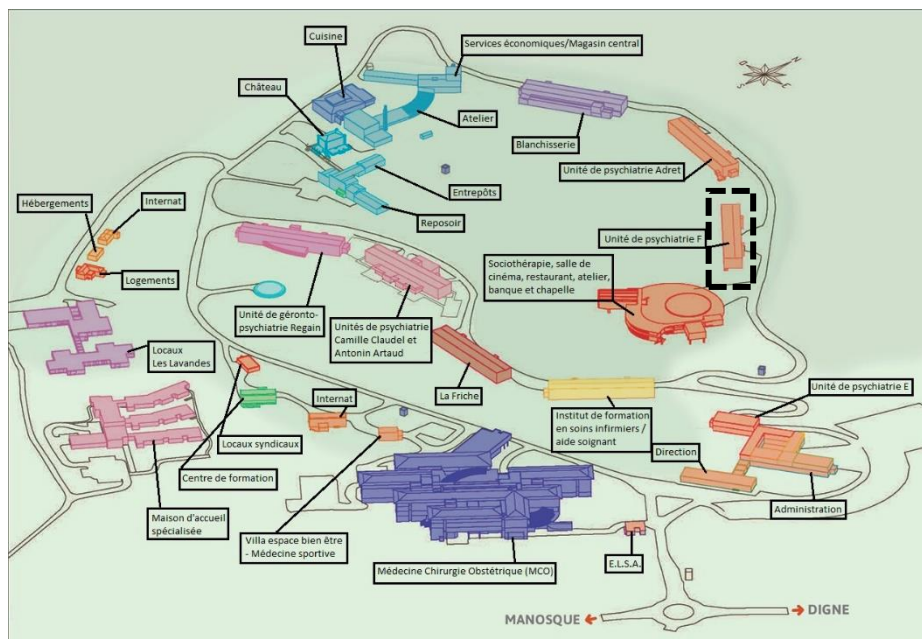 Cuisine
Services économiques/Magasin central
Château
Atelier
Blanchisserie
Unité de psychiatrie Adret
Entrepôts
Hébergements
Internat
Reposoir
Unité de psychiatrie F
Sociothérapie, salle de
cinéma, restaurant, atelier,
banque et chapelle
Logements
Unité de géronto-
psychiatrie Regain
Unités de psychiatrie
Camille Claudel et
Antonin Artaud
Locaux
Les Lavandes
La Friche
Internat
Unité de psychiatrie E
Institut de formation
en soins infirmiers /
aide soignant
Locaux syndicaux
Direction
Centre de formation
Administration
Maison d'accueil
spécialisée
Villa espace bien être
- Médecine sportive
Médecine Chirurgie Obstétrique (MCO)
E.L.S.A.
MANOSQUE
DIGNE